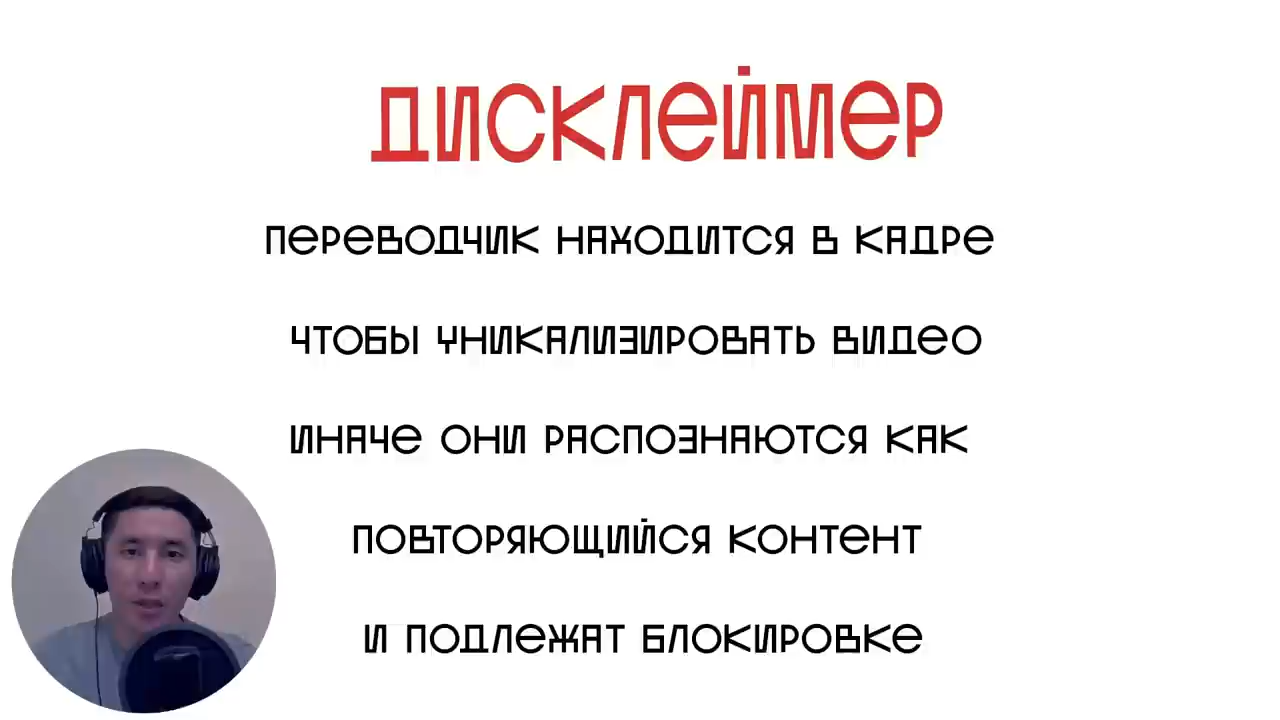 ДИСКЛЕЙМЕР
ПЕРЕВОДЧИК НАХОДИТСЯ В КАДРЕ
ЧТОБЫ УНИКАЛИЗИРОВАТЬ ВИДЕО
ИНАЧЕ ОНИ РАСПОЗНАЮТСЯ КАК
ПОВТОРЯЮЩИЙСЯ КОНТЕНТ
И ПОДЛЕЖАТ БЛОКИРОВКЕ